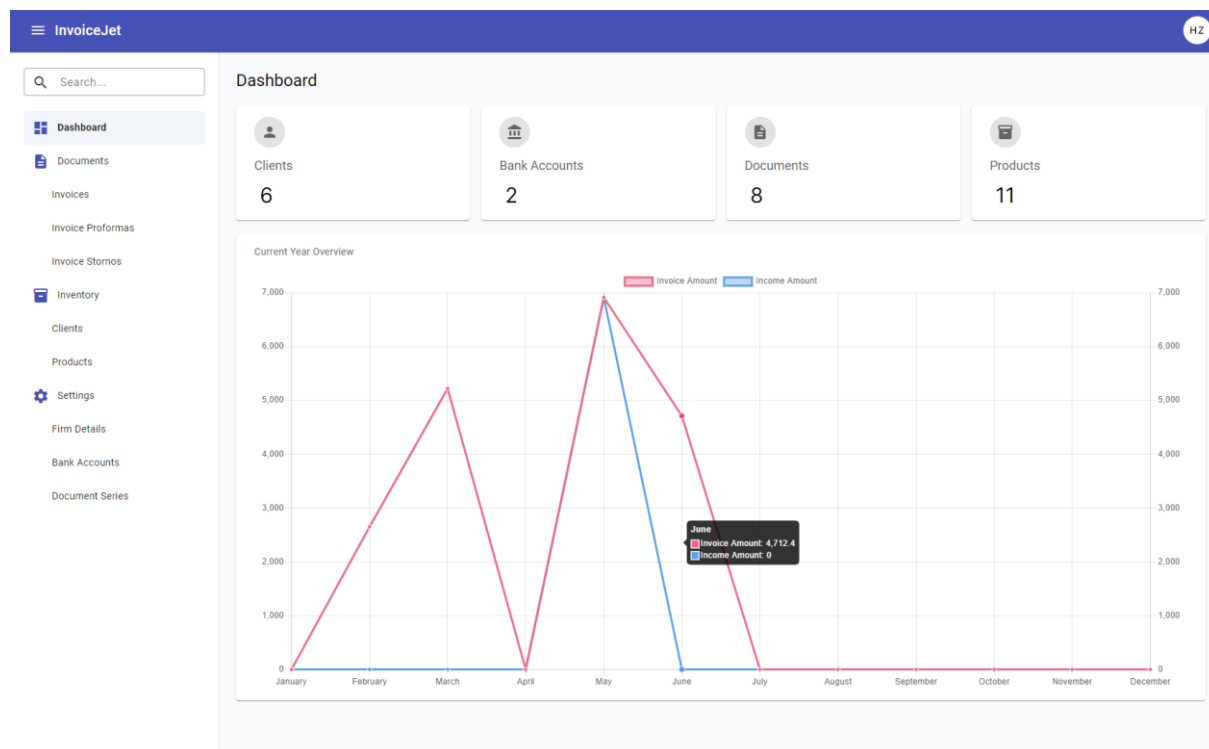 InvoiceJet
HZ
Search...
Dashboard
Documents
Invoices
Invoice Proformas
Invoice Stornos
Inventory
Clients
Products
Settings
Firm Details
Bank Accounts
Document Series
Dashboard
Clients
6
Bank Accounts
2
Documents
8
Products
11
Current Year Overview
Invoice Amount Income Amount
7,000 7,000
6,000 6,000
5,000 5,000
4,000 4,000
3,000 3,000
2,000 2,000
1,000 1,000
0 0
June
Invoice Amount: 4,712.4
Income Amount: 0
January February March April May June July August September October November December